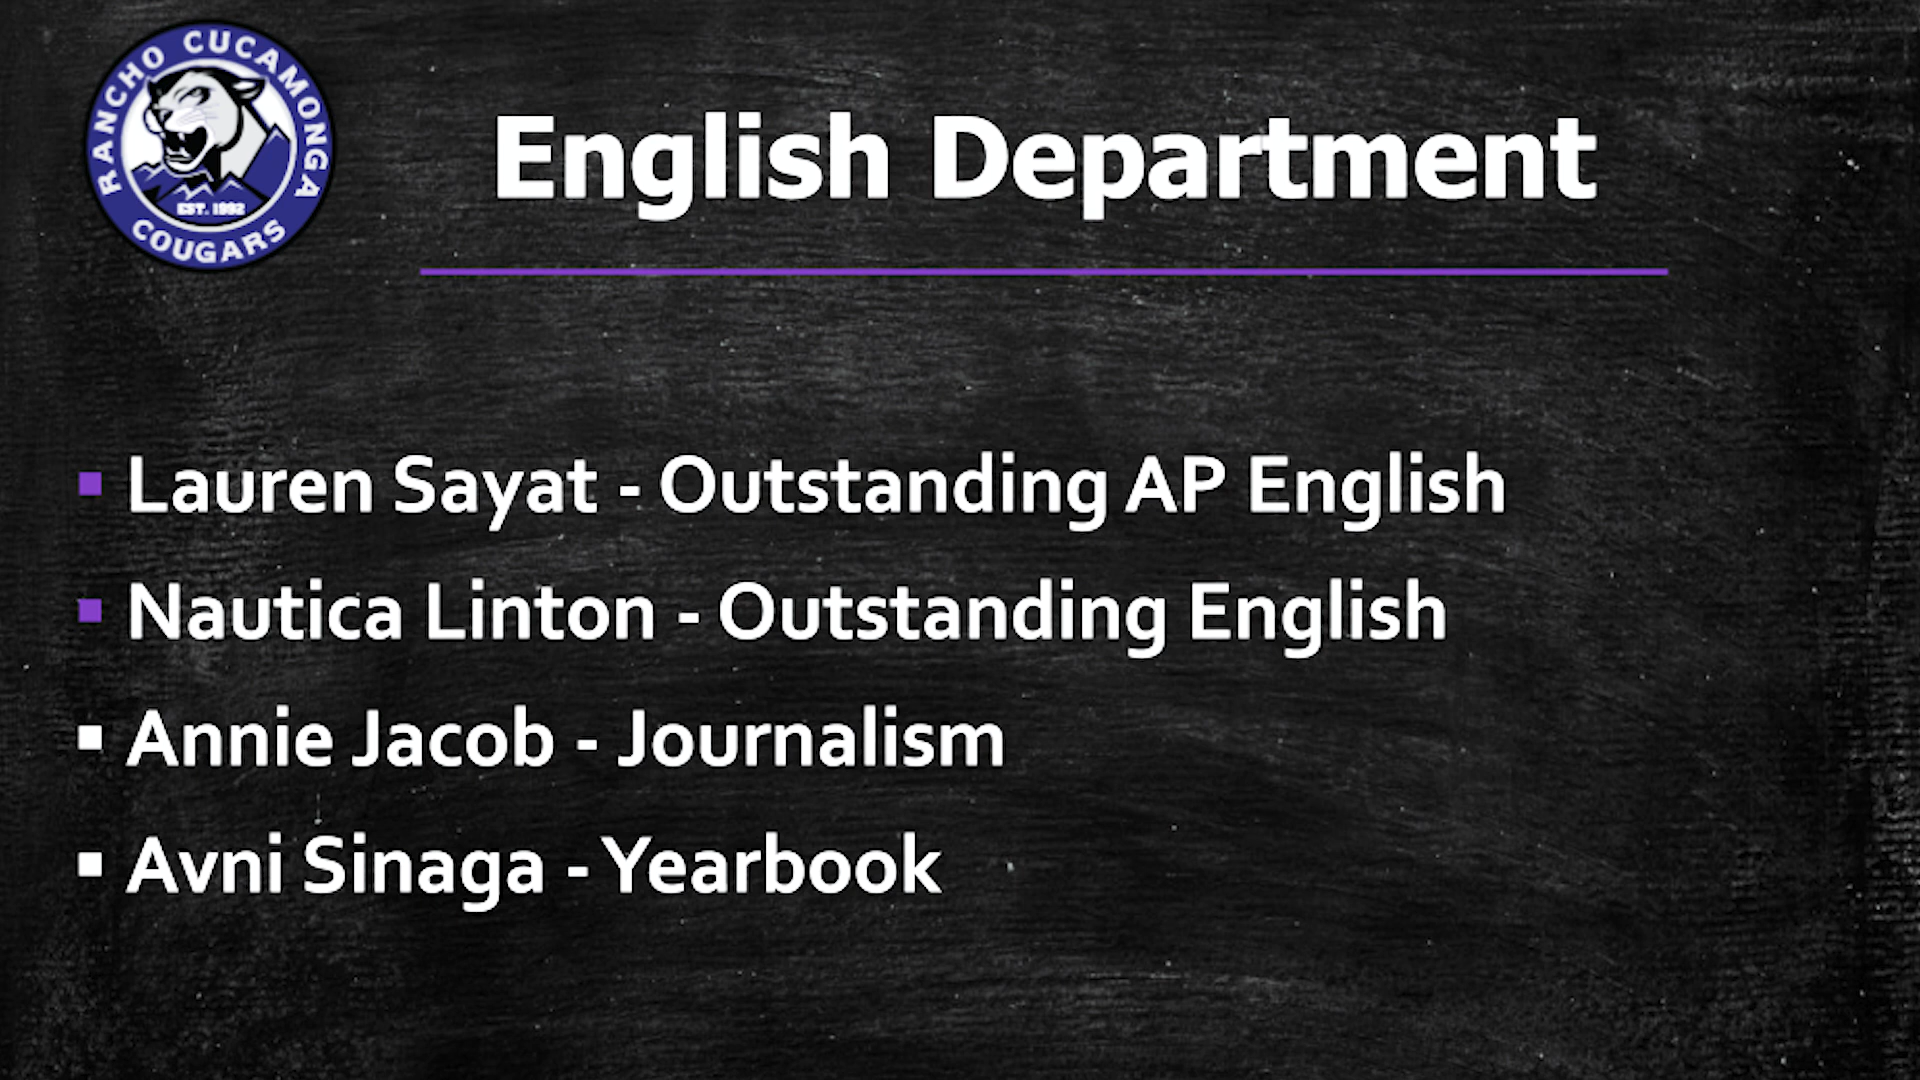 RANCHO CUCAMONGA
EST. 1992
COUGARS
English Department
Lauren Sayat - Outstanding AP English
Nautica Linton - Outstanding English
Annie Jacob - Journalism
Avni Sinaga - Yearbook